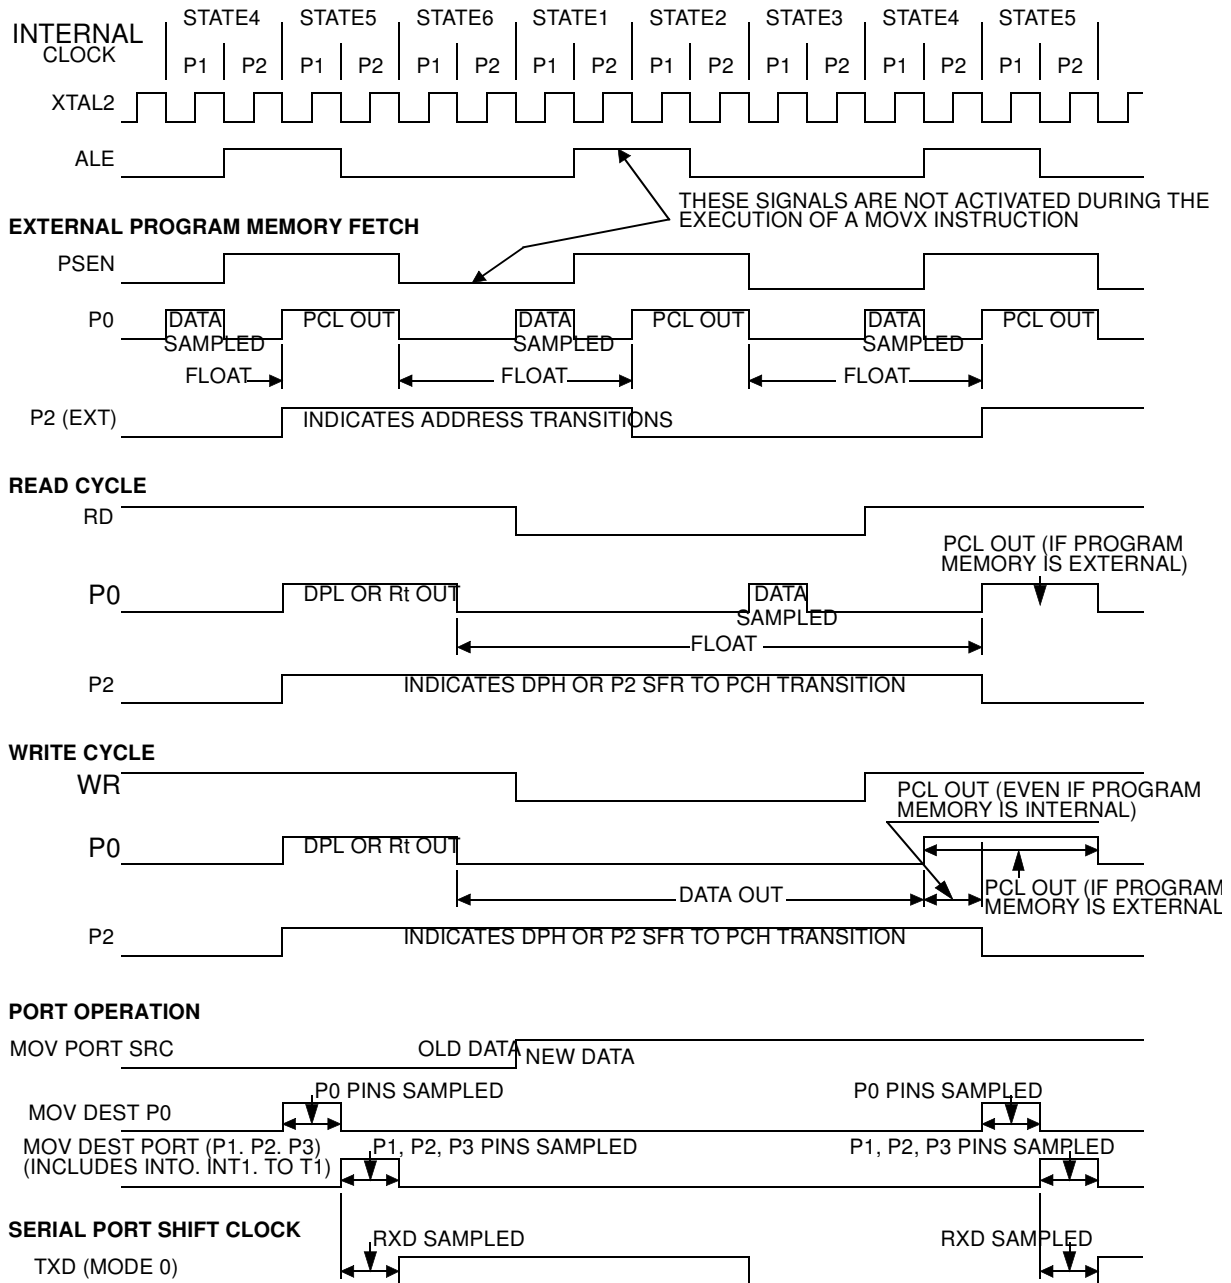 INTERNAL
CLOCK
STATE4 STATE5 STATE6 STATE1 STATE2 STATE3 STATE4 STATE5
P1 P2 P1 P2 P1 P2 P1 P2 P1 P2 P1 P2 P1 P2 P1 P2
XTAL2
ALE
THESE SIGNALS ARE NOT ACTIVATED DURING THE
EXECUTION OF A MOVX INSTRUCTION
EXTERNAL PROGRAM MEMORY FETCH
PSEN
P0 DATA PCL OUT DATA PCL OUT DATA PCL OUT
SAMPLED SAMPLED SAMPLED
FLOAT FLOAT FLOAT
P2 (EXT) INDICATES ADDRESS TRANSITIONS
READ CYCLE
RD
PCL OUT (IF PROGRAM
MEMORY IS EXTERNAL)
P0 DPL OR Rt OUT DATA
SAMPLED
FLOAT
P2 INDICATES DPH OR P2 SFR TO PCH TRANSITION
WRITE CYCLE
WR
PCL OUT (EVEN IF PROGRAM
MEMORY IS INTERNAL)
P0 DPL OR Rt OUT
DATA OUT
PCL OUT (IF PROGRAM
MEMORY IS EXTERNAL
P2 INDICATES DPH OR P2 SFR TO PCH TRANSITION
PORT OPERATION
MOV PORT SRC OLD DATA NEW DATA
P0 PINS SAMPLED P0 PINS SAMPLED
MOV DEST P0
MOV DEST PORT (P1. P2. P3) P1, P2, P3 PINS SAMPLED P1, P2, P3 PINS SAMPLED
(INCLUDES INTO. INT1. TO T1)
SERIAL PORT SHIFT CLOCK
RXD SAMPLED RXD SAMPLED
TXD (MODE 0)